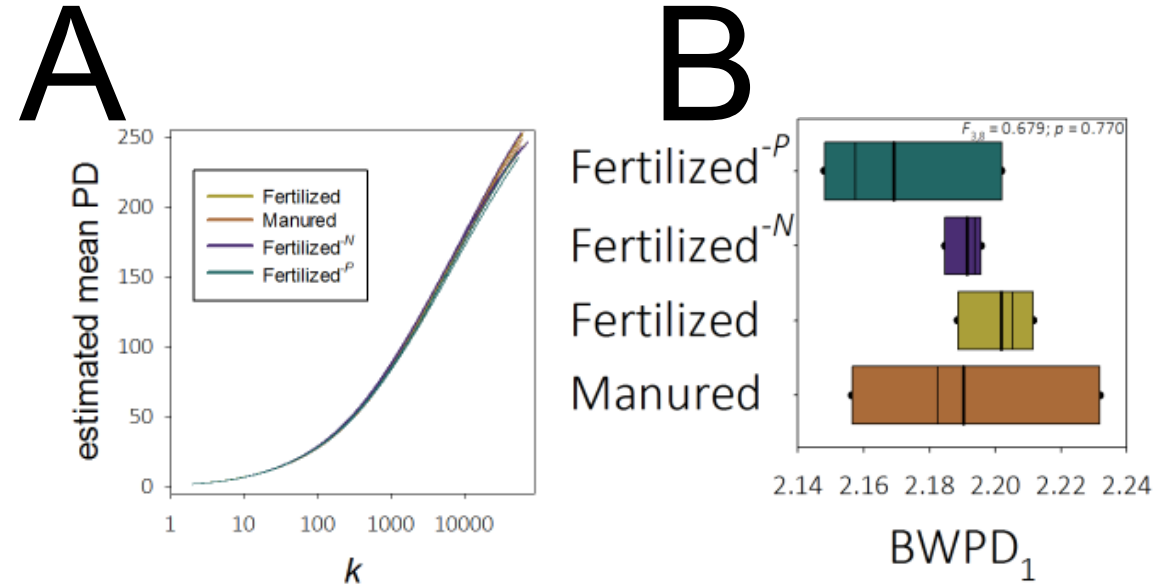 A
estimated mean PD
250
200
150
100
50
0
Fertilized
Manured
Fertilized-N
Fertilized-P
1 10 100 1000 10000
k
B
F3,8 = 0.679; p = 0.770
Fertilized-P
Fertilized-N
Fertilized
Manured
2.14 2.16 2.18 2.20 2.22 2.24
BWPD1